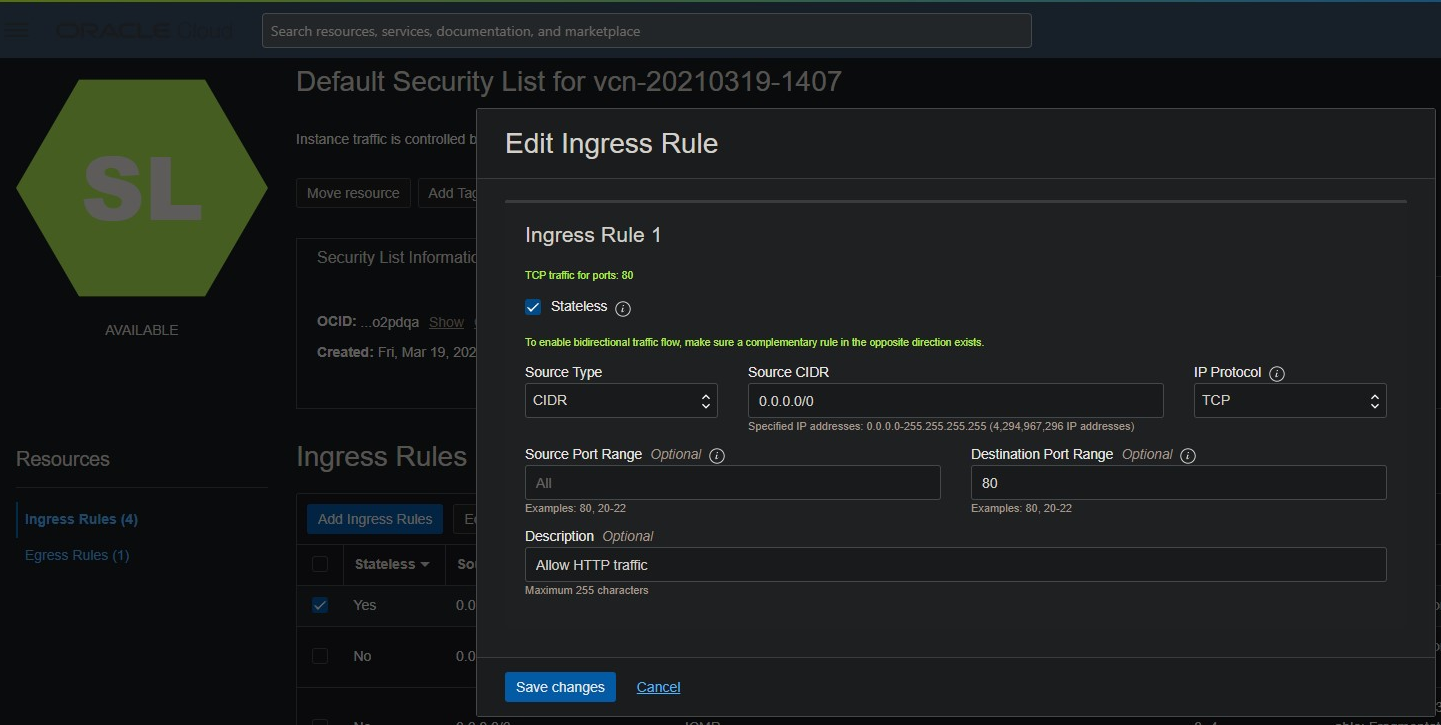 ORACLE Cloud
Search resources, services, documentation, and marketplace
SL
AVAILABLE
Default Security List for vcn-20210319-1407
Instance traffic is controlled b
Move resource
Add Tag
Security List Informatio
OCID: ...o2pdqa Show
Created: Fri, Mar 19, 202
Resources
Ingress Rules (4)
Egress Rules (1)
Ingress Rules
Add Ingress Rules
Stateless
Sou
Yes
0.0
No
0.0
Edit Ingress Rule
Ingress Rule 1
TCP traffic for ports: 80
Stateless
To enable bidirectional traffic flow, make sure a complementary rule in the opposite direction exists.
Source Type
Source CIDR
IP Protocol
CIDR
0.0.0.0/0
TCP
Specified IP addresses: 0.0.0.0-255.255.255.255 (4,294,967,296 IP addresses)
Source Port Range Optional
Destination Port Range Optional
All
80
Examples: 80, 20-22
Examples: 80, 20-22
Description Optional
Allow HTTP traffic
Maximum 255 characters
Save changes
Cancel